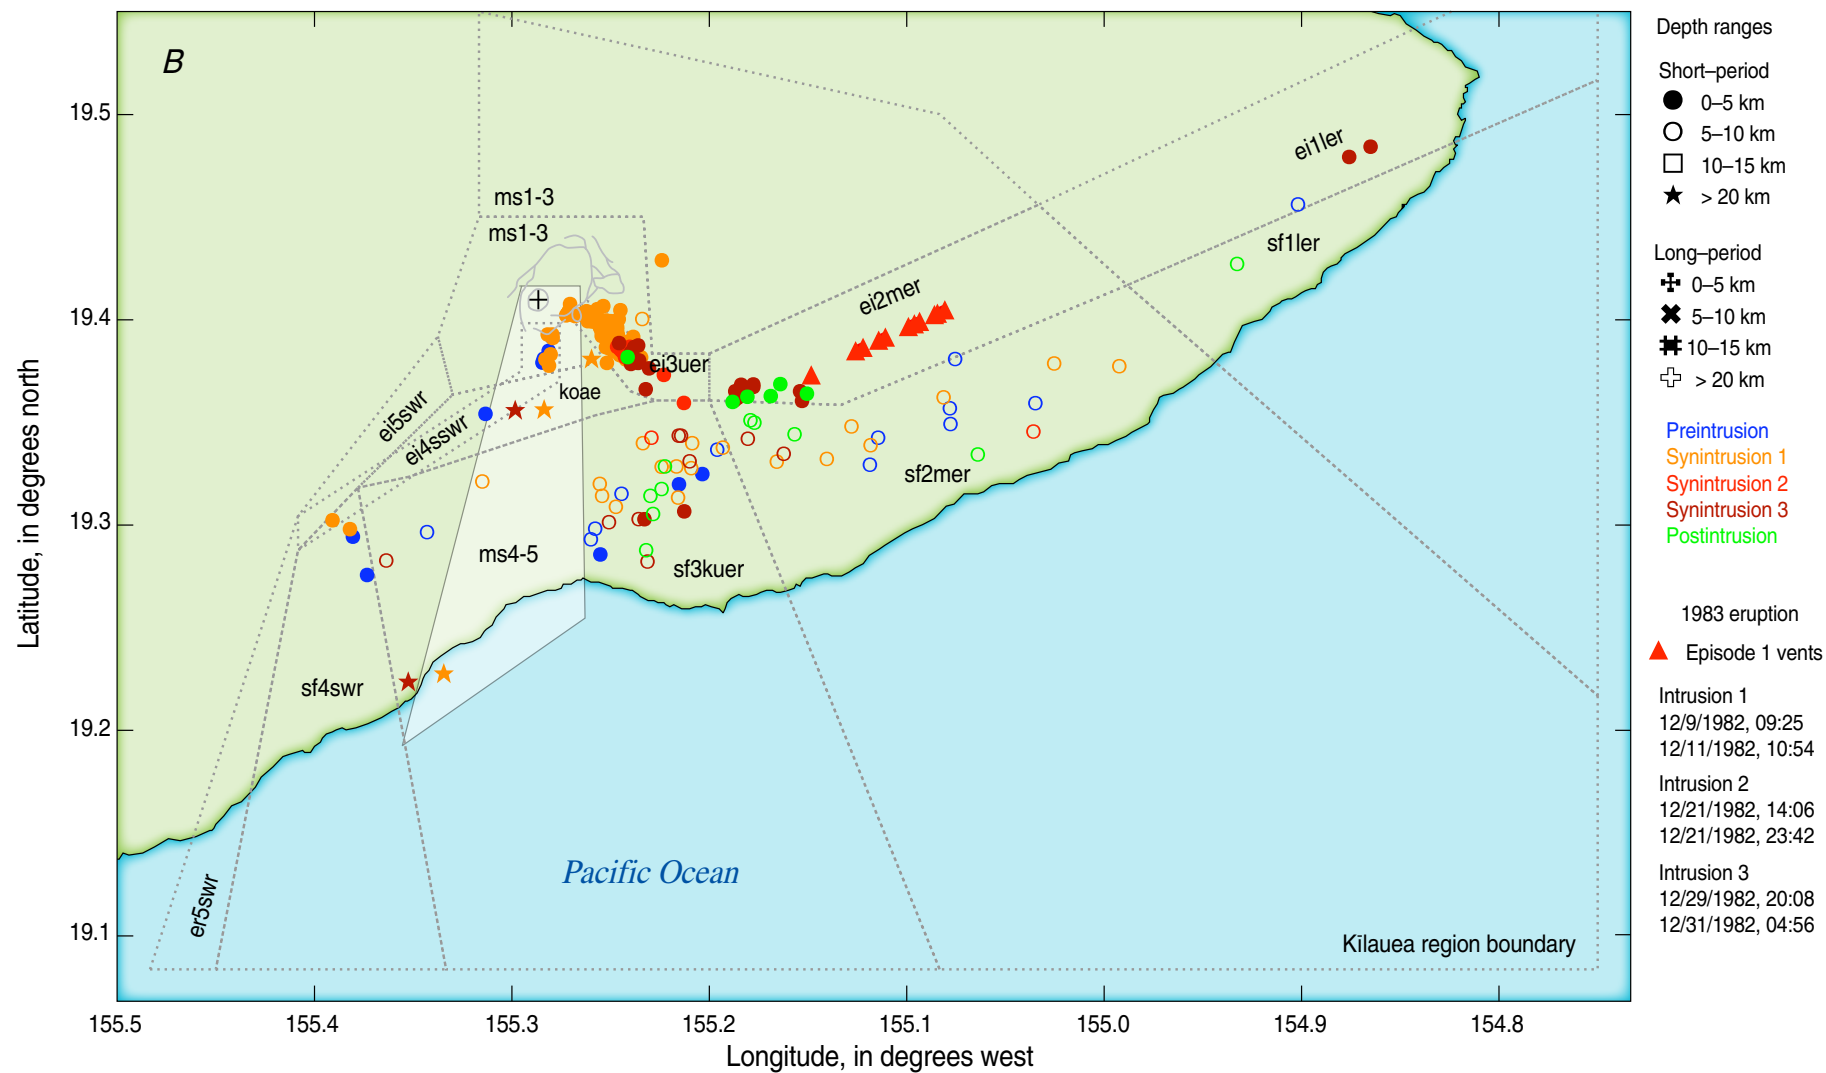 B
19.5
19.4
19.3
19.2
19.1
Latitude, in degrees north
155.5
155.4
155.3
155.2
155.1
155.0
154.9
154.8
Longitude, in degrees west
ms1-3
ms1-3
ei1ler
sf1ler
ei2mer
ei3uer
koae
ei5swr
ei4sswr
sf2mer
ms4-5
sf3kuer
sf4swr
er5swr
Pacific Ocean
Kīlauea region boundary
Depth ranges
Short–period
0–5 km
5–10 km
10–15 km
> 20 km
Long–period
0–5 km
5–10 km
10–15 km
> 20 km
Preintrusion
Synintrusion 1
Synintrusion 2
Synintrusion 3
Postintrusion
1983 eruption
Episode 1 vents
Intrusion 1
12/9/1982, 09:25
12/11/1982, 10:54
Intrusion 2
12/21/1982, 14:06
12/21/1982, 23:42
Intrusion 3
12/29/1982, 20:08
12/31/1982, 04:56